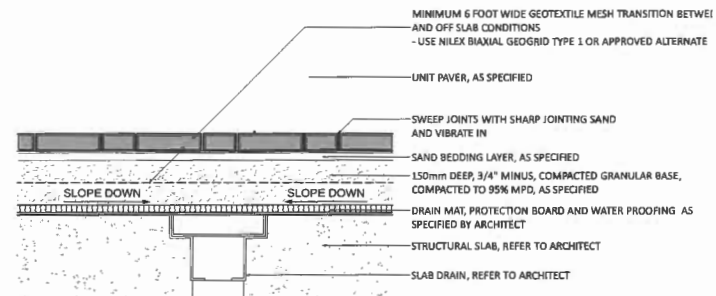 MINIMUM 6 FOOT WIDE GEOTEXTILE MESH TRANSITION
AND OFF SLAB CONDITIONS
- USE NILEX BIAXIAL GEOGRID TYPE 1 OR APPROVED ALTERNATE
UNIT PAVER, AS SPECIFIED
SWEEP JOINTS WITH SHARP JOINTING SAND
AND VIBRATE IN
SAND BEDDING LAYER, AS SPECIFIED
150mm DEEP, 3/4" MINUS, COMPACTED GRANULAR BASE,
COMPACTED TO 95% MPD, AS SPECIFIED
SLOPE DOWN SLOPE DOWN
DRAIN MAT, PROTECTION BOARD AND WATER PROOFING AS
SPECIFIED BY ARCHITECT
STRUCTURAL SLAB, REFER TO ARCHITECT
SLAB DRAIN, REFER TO ARCHITECT